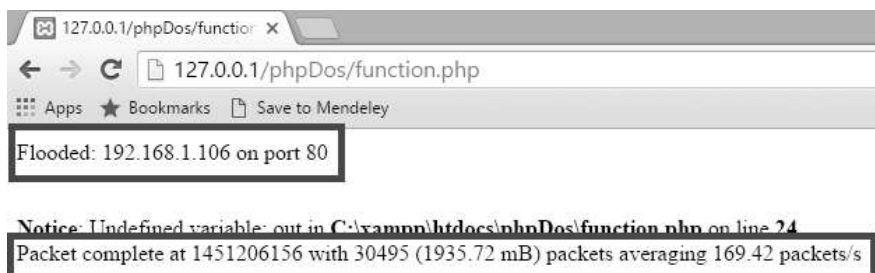 127.0.0.1/phpDos/function
127.0.0.1/phpDos/function.php
Apps Bookmarks Save to Mendeley
Flooded: 192.168.1.106 on port 80
Notice: Undefined variable: out in C:\xampp\htdocs\phpDos\function.php on line 24
Packet complete at 1451206156 with 30495 (1935.72 mB) packets averaging 169.42 packets/s